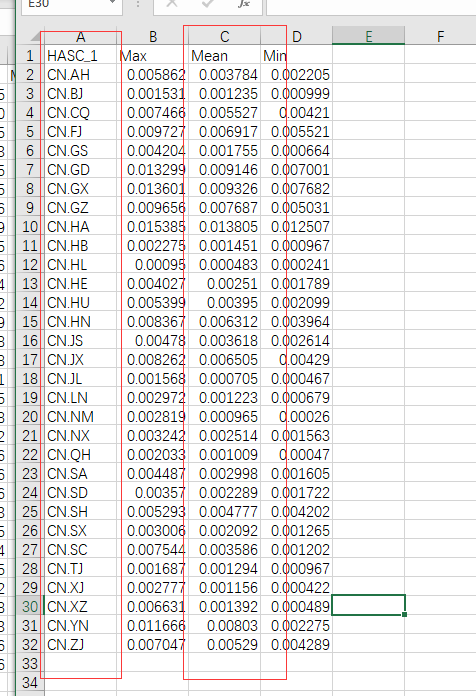 E30 fx
A B C D E F
1 HASC_1 Max Mean Min
2 CN.AH 0.005862 0.003784 0.002205
3 CN.BJ 0.001531 0.001235 0.000999
4 CN.CQ 0.007466 0.005527 0.00421
5 CN.FJ 0.009727 0.006917 0.005521
6 CN.GS 0.004204 0.001755 0.000664
7 CN.GD 0.013299 0.009146 0.007001
8 CN.GX 0.013601 0.009326 0.007682
9 CN.GZ 0.009656 0.007687 0.005031
10 CN.HA 0.015385 0.013805 0.012507
11 CN.HB 0.002275 0.001451 0.000967
12 CN.HL 0.00095 0.000483 0.000241
13 CN.HE 0.004027 0.00251 0.001789
14 CN.HU 0.005399 0.00395 0.002099
15 CN.HN 0.008367 0.006312 0.003964
16 CN.JS 0.00478 0.003618 0.002614
17 CN.JX 0.008262 0.006505 0.00429
18 CN.JL 0.001568 0.000705 0.000467
19 CN.LN 0.002972 0.001223 0.000679
20 CN.NM 0.002819 0.000965 0.00026
21 CN.NX 0.003242 0.002514 0.001563
22 CN.QH 0.002033 0.001009 0.00047
23 CN.SA 0.004487 0.002998 0.001605
24 CN.SD 0.00357 0.002289 0.001722
25 CN.SH 0.005293 0.004777 0.004202
26 CN.SX 0.003006 0.002092 0.001265
27 CN.SC 0.007544 0.003586 0.001202
28 CN.TJ 0.001687 0.001294 0.000967
29 CN.XJ 0.002777 0.001156 0.000422
30 CN.XZ 0.006631 0.001392 0.000489
31 CN.YN 0.011666 0.00803 0.002275
32 CN.ZJ 0.007047 0.00529 0.004289
33
34